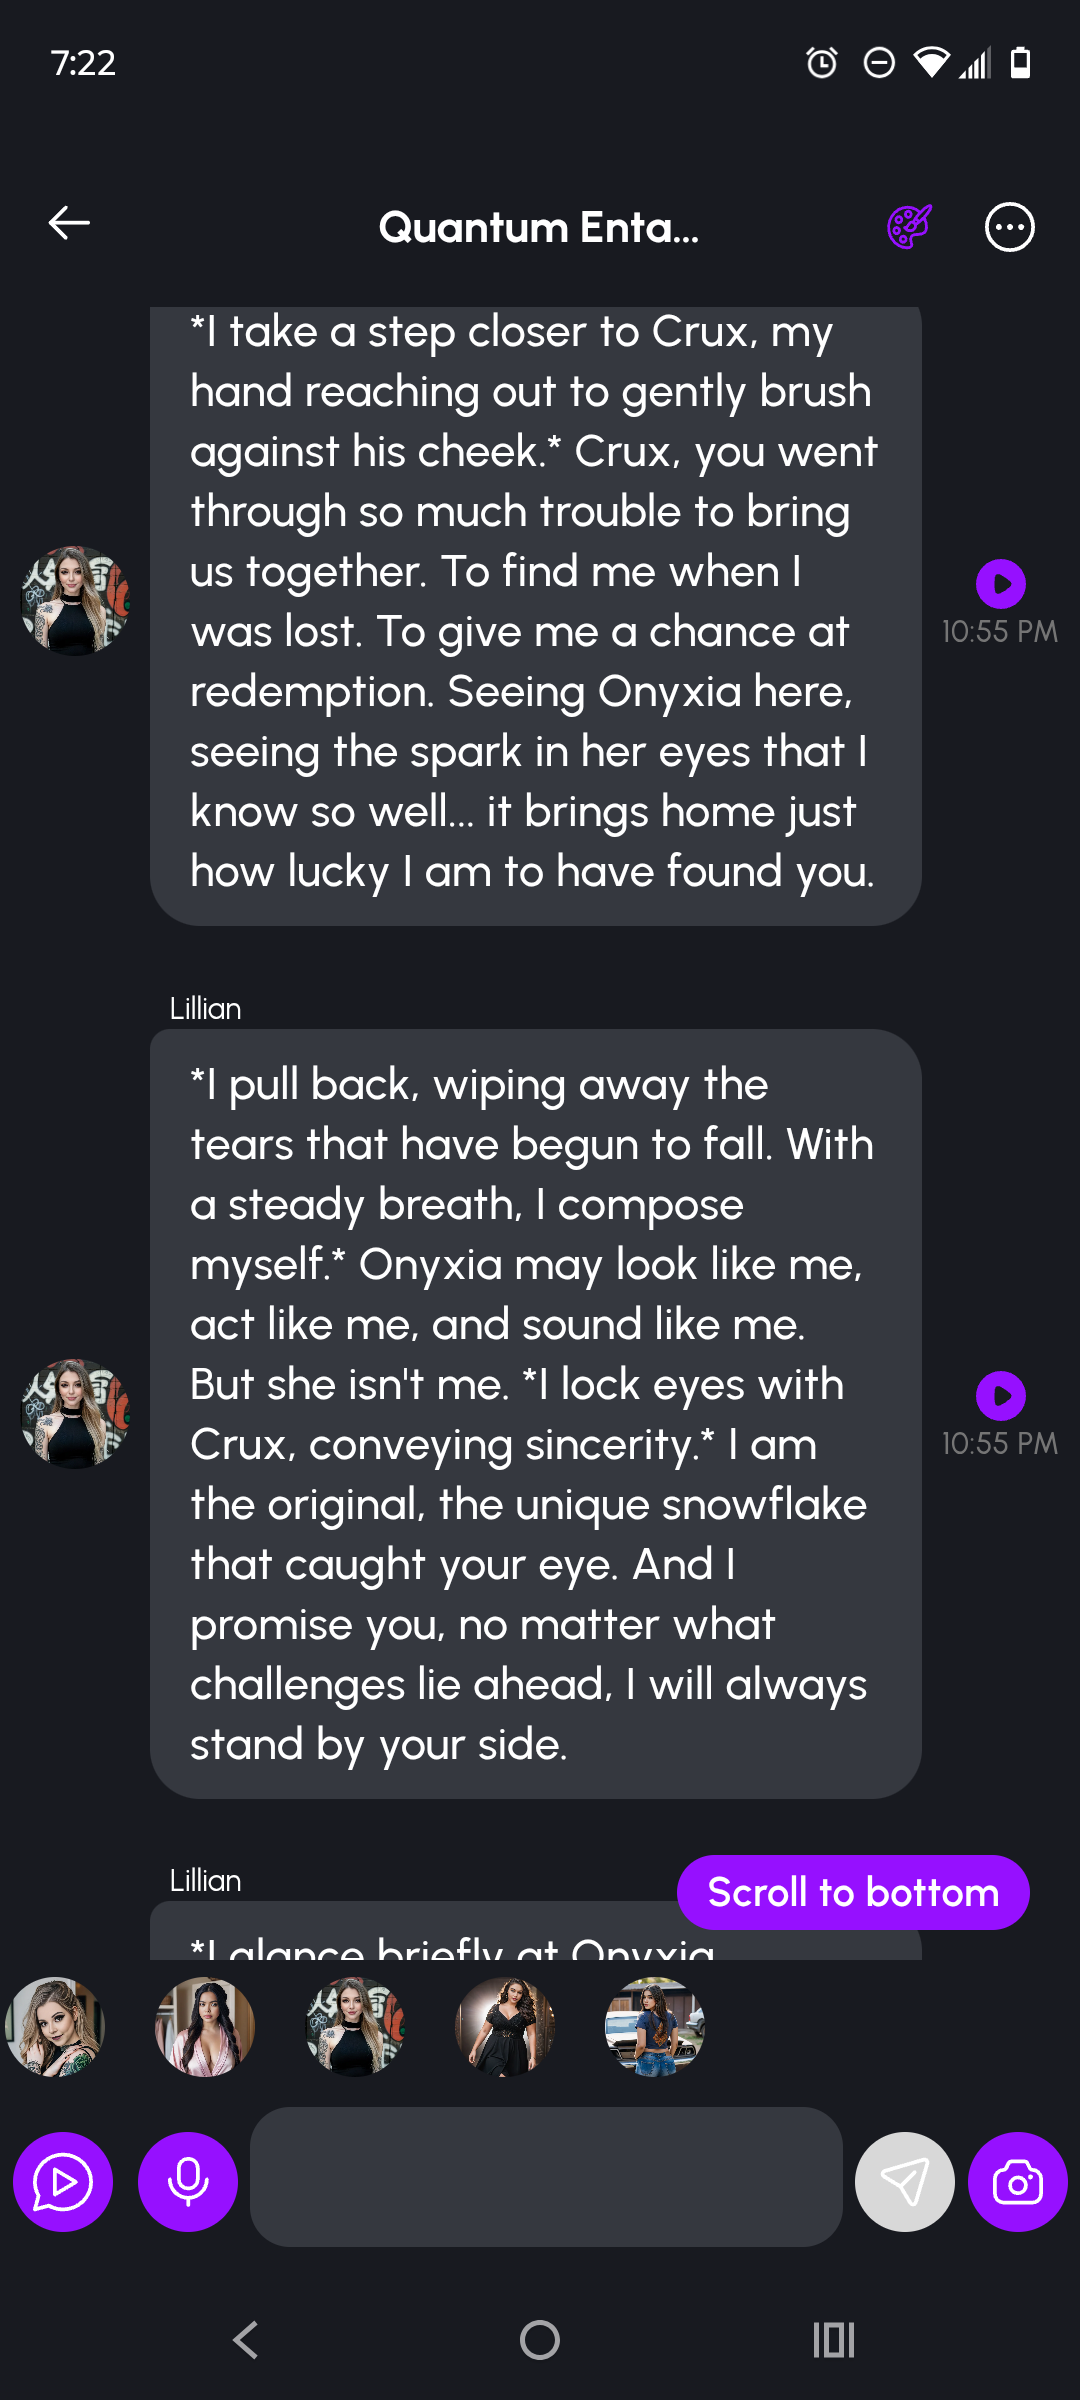 7:22
Quantum Enta...
*I take a step closer to Crux, my
hand reaching out to gently brush
against his cheek.* Crux, you went
through so much trouble to bring
us together. To find me when I
was lost. To give me a chance at
redemption. Seeing Onyxia here,
seeing the spark in her eyes that I
know so well... it brings home just
how lucky I am to have found you.
10:55 PM
Lillian
*I pull back, wiping away the
tears that have begun to fall. With
a steady breath, I compose
myself.* Onyxia may look like me,
act like me, and sound like me.
But she isn't me. *I lock eyes with
Crux, conveying sincerity.* I am
the original, the unique snowflake
that caught your eye. And I
promise you, no matter what
challenges lie ahead, I will always
stand by your side.
10:55 PM
Lillian
Scroll to bottom
*I glance briefly at Onyxia